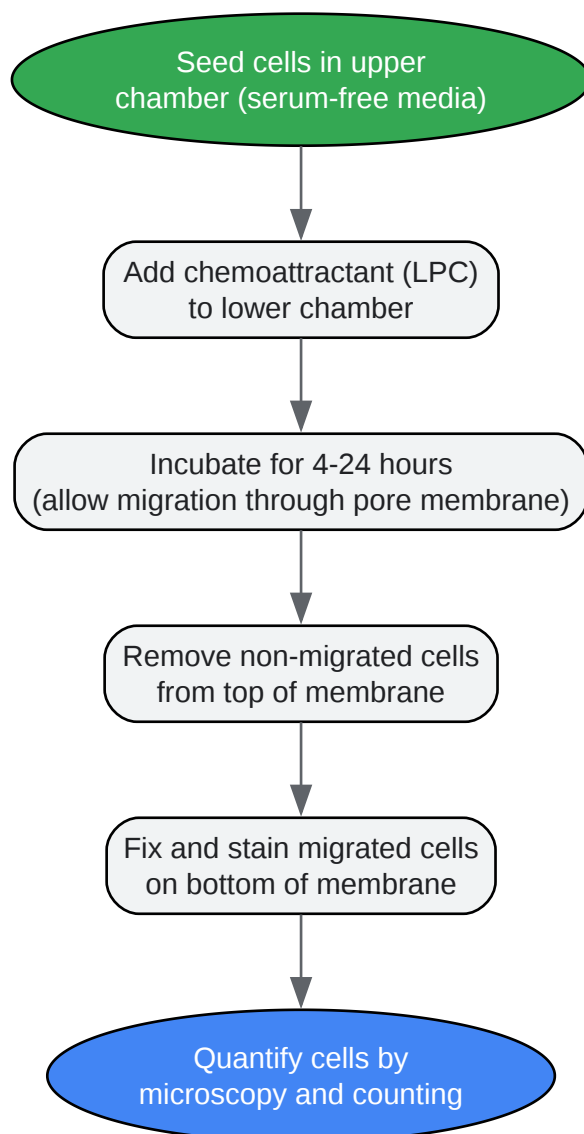 Seed cells in upper
chamber (serum-free media)
Add chemoattractant (LPC)
to lower chamber
Incubate for 4-24 hours
(allow migration through pore membrane)
Remove non-migrated cells
from top of membrane
Fix and stain migrated cells
on bottom of membrane
Quantify cells by
microscopy and counting